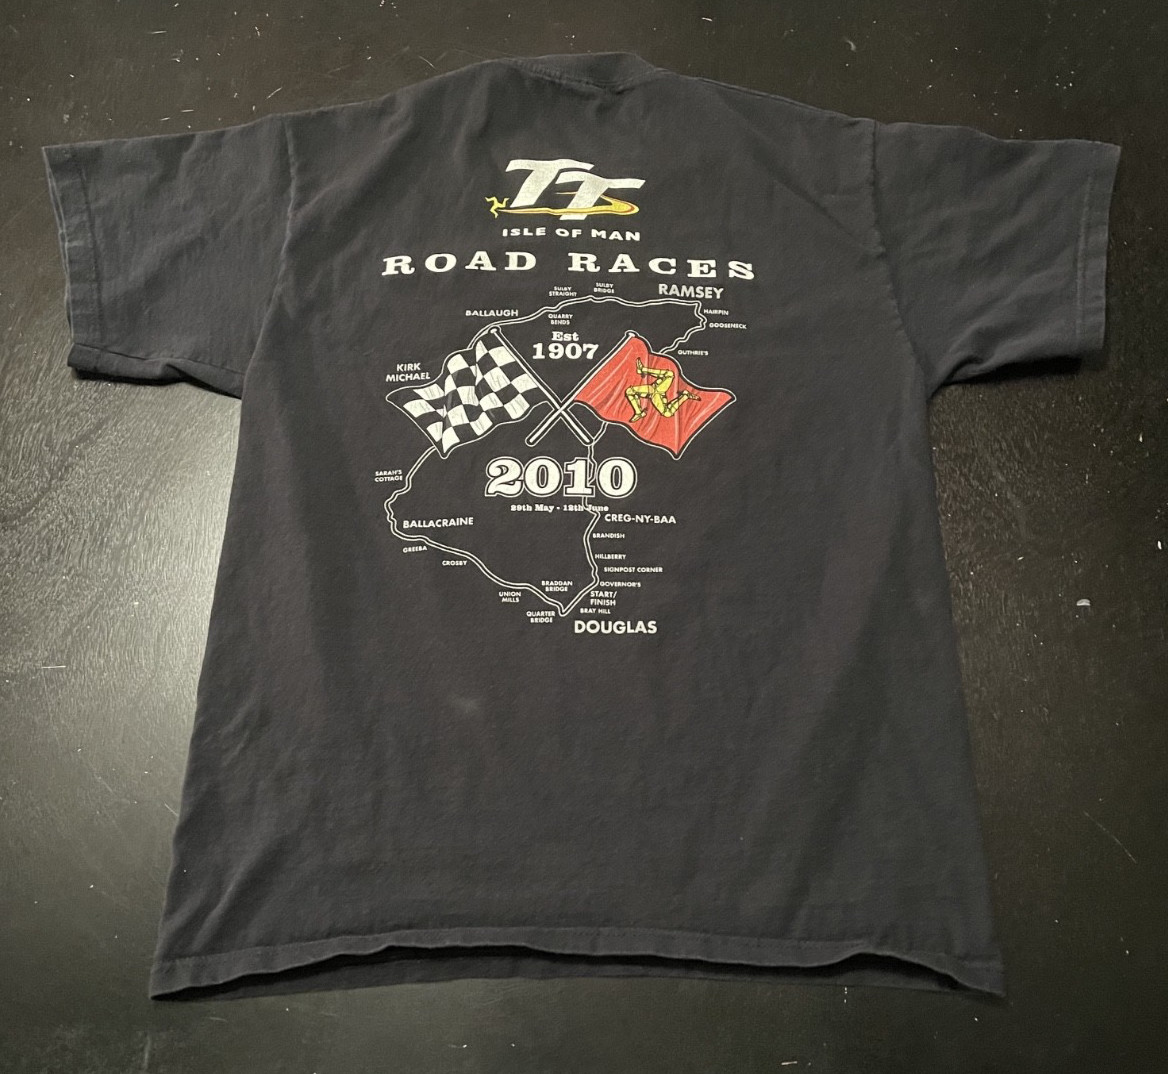 TT
ISLE OF MAN
ROAD RACES
SULBY
STRAIGHT
SULBY
BRIDGE
RAMSEY
HAIRPIN
GOOSENECK
BALLAUGH
QUARRY
BENDS
Est
1907
GUTHRIE'S
KIRK
MICHAEL
SARAH'S
COTTAGE
2010
29th May - 12th June
BALLACRAINE
CREG-NY-BAA
BRANDISH
GREEBA
CROSBY
HILLBERRY
SIGNPOST CORNER
GOVERNOR'S
BRADDAN
BRIDGE
UNION
MILLS
START/
FINISH
BRAY HILL
QUARTER
BRIDGE
DOUGLAS